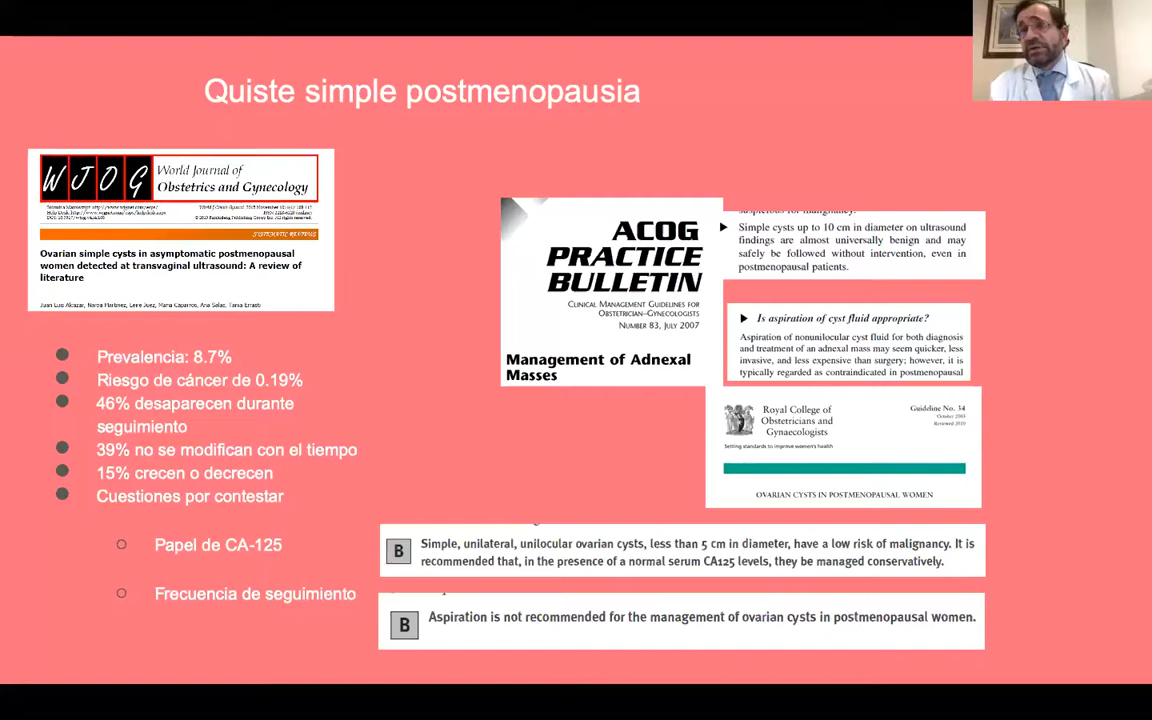 Quiste simple postmenopausia
W J O G
World Journal of
Obstetrics and Gynecology
SYSTEMATIC REVIEWS
Ovarian simple cysts in asymptomatic postmenopausal
women detected at transvaginal ultrasound: A review of
literature
Prevalencia: 8.7%
Riesgo de cáncer de 0.19%
46% desaparecen durante
seguimiento
39% no se modifican con el tiempo
15% crecen o decrecen
Cuestiones por contestar
Papel de CA-125
Frecuencia de seguimiento
ACOG
PRACTICE
BULLETIN
CLINICAL MANAGEMENT GUIDELINES FOR
OBSTETRICIAN–GYNECOLOGISTS
NUMBER 83, JULY 2007
Management of Adnexal
Masses
Simple cysts up to 10 cm in diameter on ultrasound
findings are almost universally benign and may
safely be followed without intervention, even in
postmenopausal patients.
Is aspiration of cyst fluid appropriate?
Aspiration of nonunilocular cyst fluid for both diagnosis
and treatment of an adnexal mass may seem quicker, less
invasive, and less expensive than surgery; however, it is
typically regarded as contraindicated in postmenopausal
Royal College of
Obstetricians and
Gynaecologists
Setting standards to improve women's health
Guideline No. 34
October 2003
Reviewed 2010
OVARIAN CYSTS IN POSTMENOPAUSAL WOMEN
B
Simple, unilateral, unilocular ovarian cysts, less than 5 cm in diameter, have a low risk of malignancy. It is
recommended that, in the presence of a normal serum CA125 levels, they be managed conservatively.
B
Aspiration is not recommended for the management of ovarian cysts in postmenopausal women.